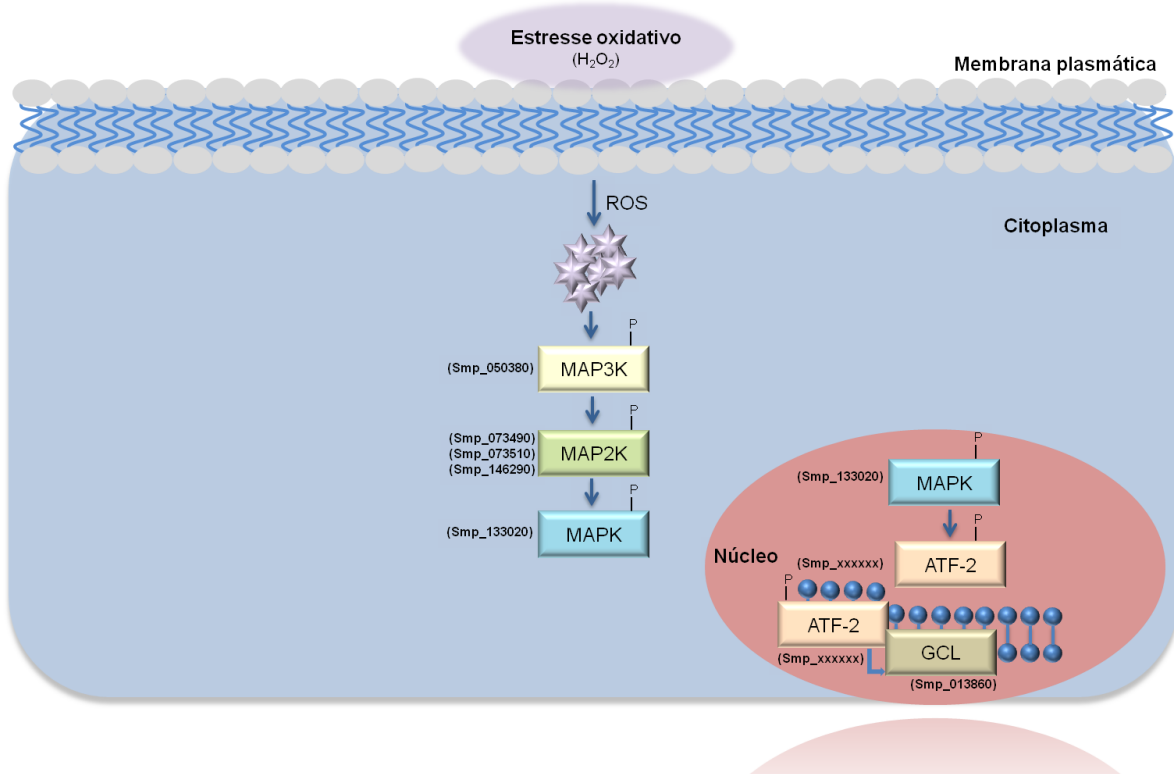 Estresse oxidativo
(H₂O₂)
Membrana plasmática
ROS
Citoplasma
P
(Smp_050380)
MAP3K
P
(Smp_073490)
(Smp_073510)
(Smp_146290)
MAP2K
P
(Smp_133020)
MAPK
Núcleo
P
(Smp_133020)
MAPK
P
(Smp_xxxxxx)
ATF-2
P
ATF-2
(Smp_xxxxxx)
GCL
(Smp_013860)